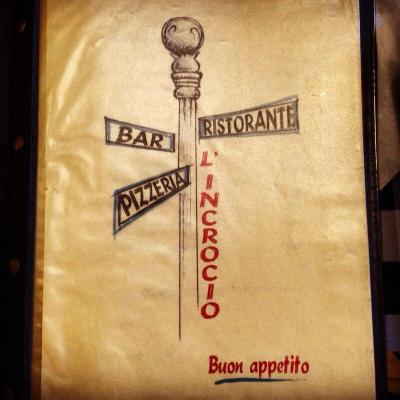 BAR
RISTORANTE
PIZZERIA
L'INCROCIO
Buon appetito